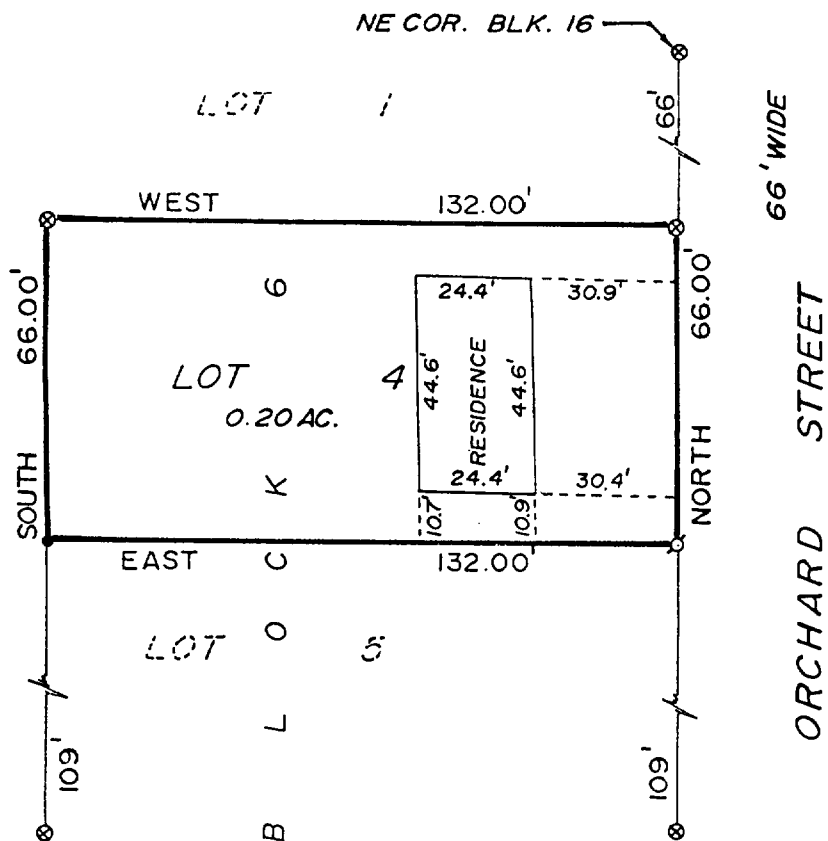 NE COR. BLK. 16
LOT 1
66'
66' WIDE
WEST 132.00'
66.00'
SOUTH
LOT 4
0.20 AC.
24.4'
30.9'
44.6'
RESIDENCE
44.6'
24.4'
30.4'
10.7'
10.9'
66.00'
NORTH
EAST 132.00'
LOT 5
BLOCK 6
109'
109'
ORCHARD STREET